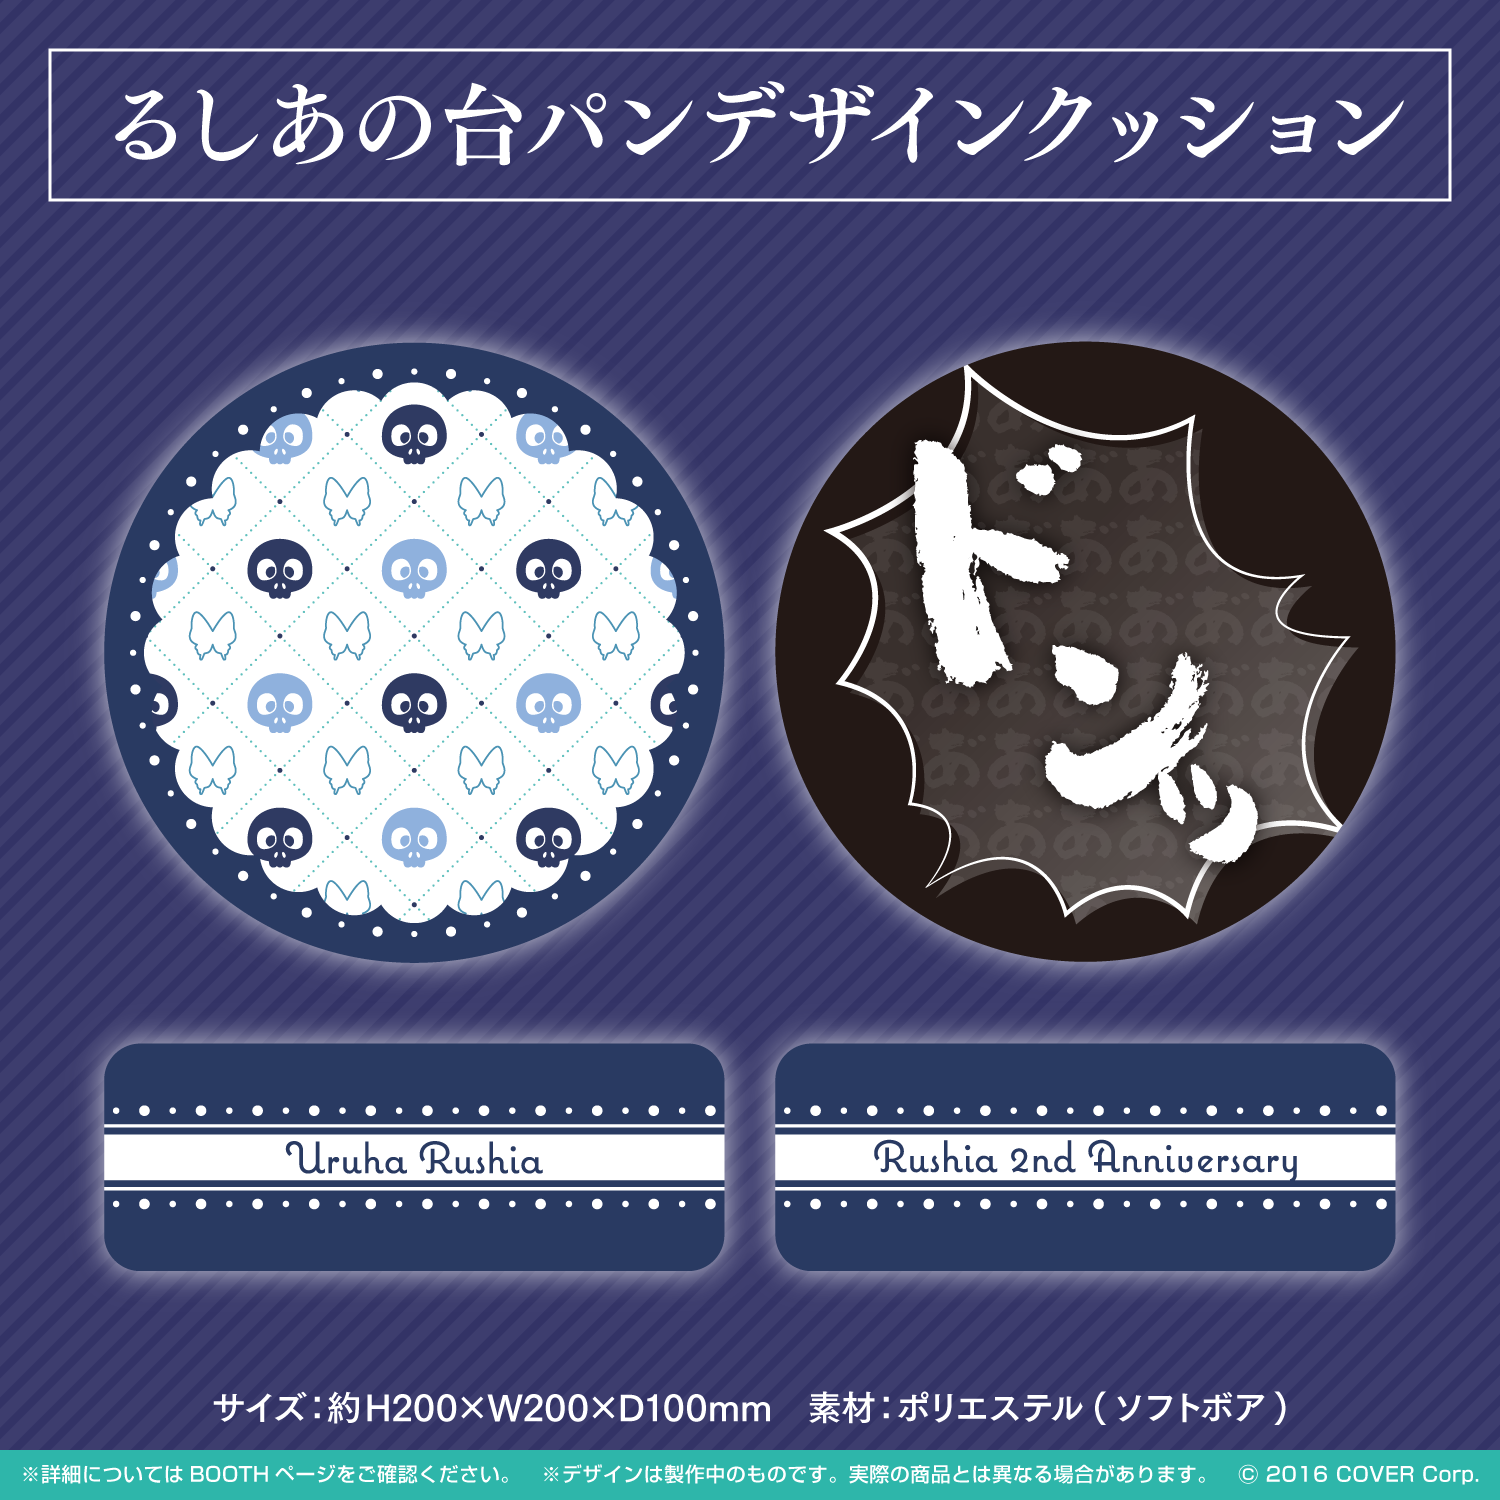 るしあの台パンデザインクッション
ドンッ
Uruha Rushia
Rushia 2nd Anniversary
サイズ：約H200×W200×D100mm　素材：ポリエステル ( ソフトボア )
※詳細については BOOTH ページをご確認ください。　※デザインは製作中のものです。実際の商品とは異なる場合があります。　© 2016 COVER Corp.